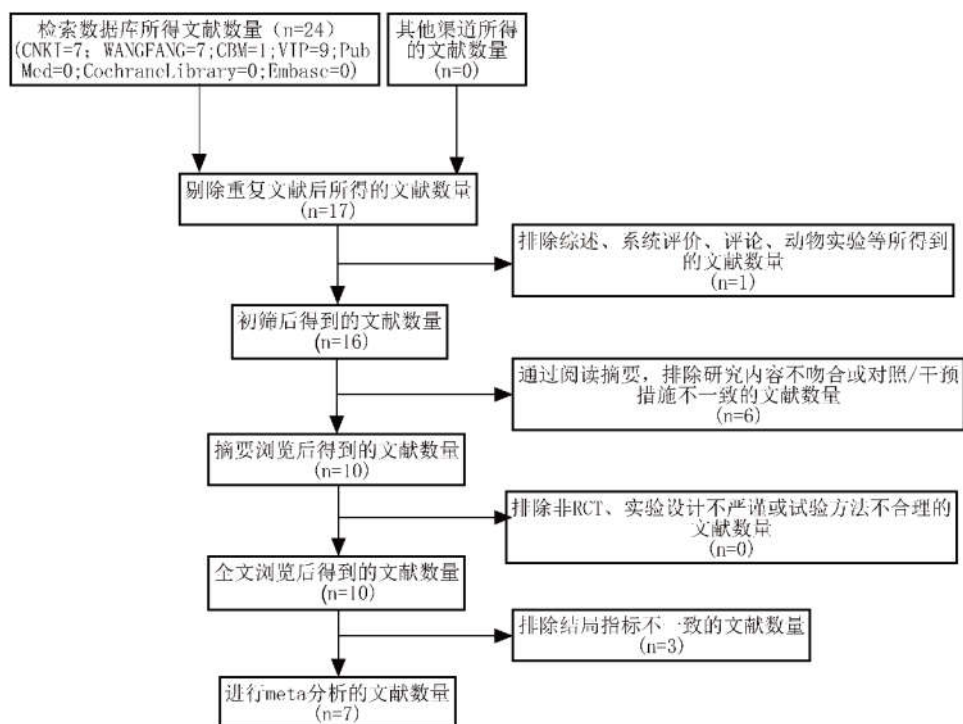 检索数据库所得文献数量（n=24）
(CNKI=7；WANGFANG=7;CBM=1;VIP=9;Pub
Med=0;CochraneLibrary=0;Embase=0)
其他渠道所得
的文献数量
(n=0)
剔除重复文献后所得的文献数量
(n=17)
排除综述、系统评价、评论、动物实验等所得到
的文献数量
(n=1)
初筛后得到的文献数量
(n=16)
通过阅读摘要，排除研究内容不吻合或对照/干预
措施不一致的文献数量
(n=6)
摘要浏览后得到的文献数量
(n=10)
排除非RCT、实验设计不严谨或试验方法不合理的
文献数量
(n=0)
全文浏览后得到的文献数量
(n=10)
排除结局指标不一致的文献数量
(n=3)
进行meta分析的文献数量
(n=7)